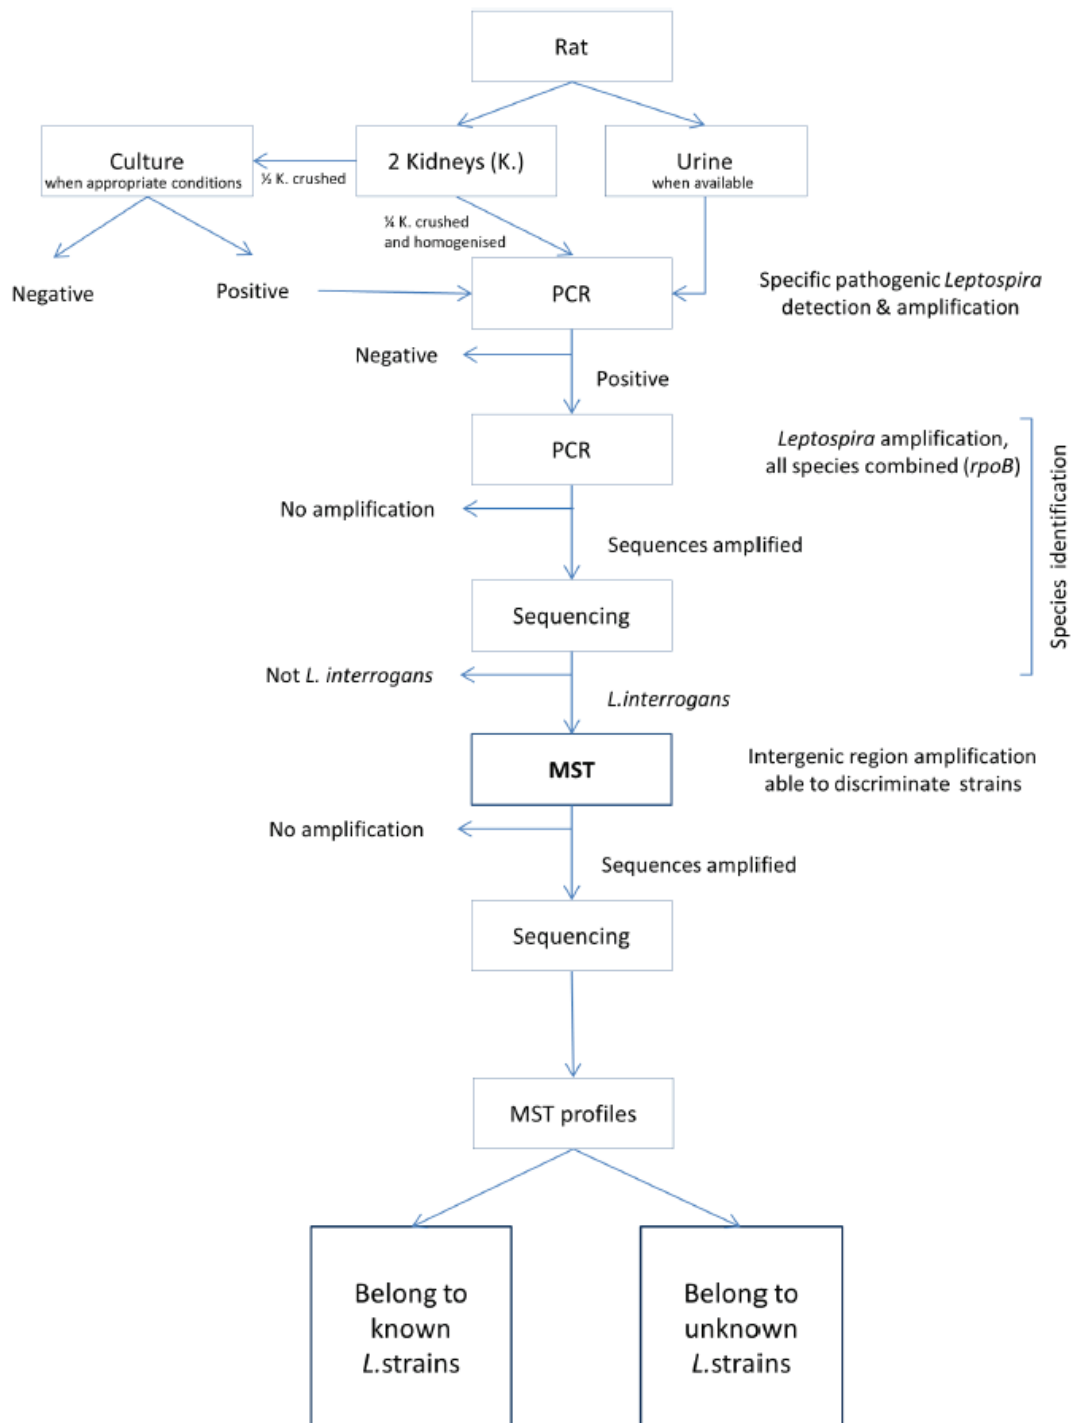 Rat
Culture
when appropriate conditions
½ K. crushed
2 Kidneys (K.)
Urine
when available
¼ K. crushed
and homogenised
Negative
Positive
PCR
Specific pathogenic Leptospira
detection & amplification
Negative
Positive
PCR
Leptospira amplification,
all species combined (rpoB)
Species identification
No amplification
Sequences amplified
Sequencing
Not L. interrogans
L.interrogans
MST
Intergenic region amplification
able to discriminate strains
No amplification
Sequences amplified
Sequencing
MST profiles
Belong to
known
L.strains
Belong to
unknown
L.strains